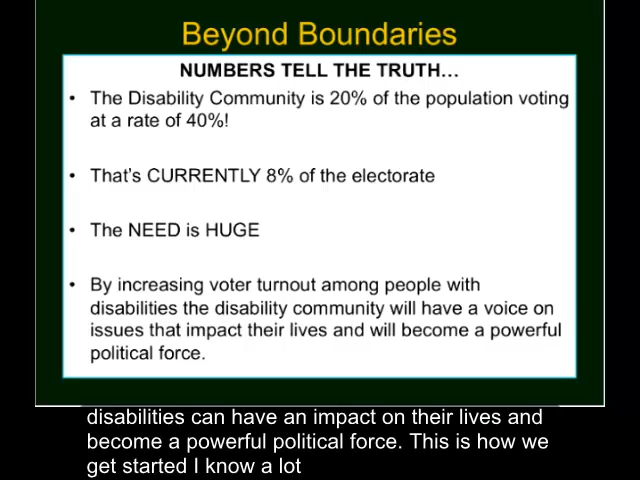 Beyond Boundaries
NUMBERS TELL THE TRUTH…
• The Disability Community is 20% of the population voting
at a rate of 40%!
• That's CURRENTLY 8% of the electorate
• The NEED is HUGE
• By increasing voter turnout among people with
disabilities the disability community will have a voice on
issues that impact their lives and will become a powerful
political force.
disabilities can have an impact on their lives and
become a powerful political force. This is how we
get started I know a lot